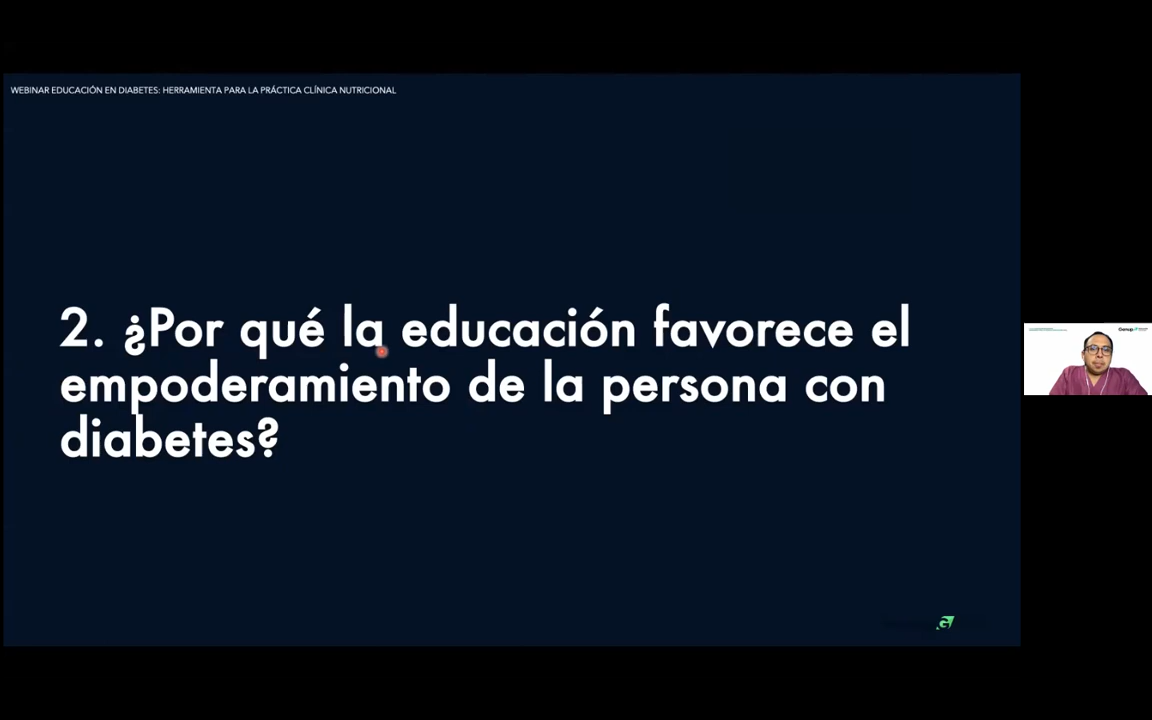 WEBINAR EDUCACIÓN EN DIABETES: HERRAMIENTA PARA LA PRÁCTICA CLÍNICA NUTRICIONAL
2. ¿Por qué la educación favorece el
empoderamiento de la persona con
diabetes?